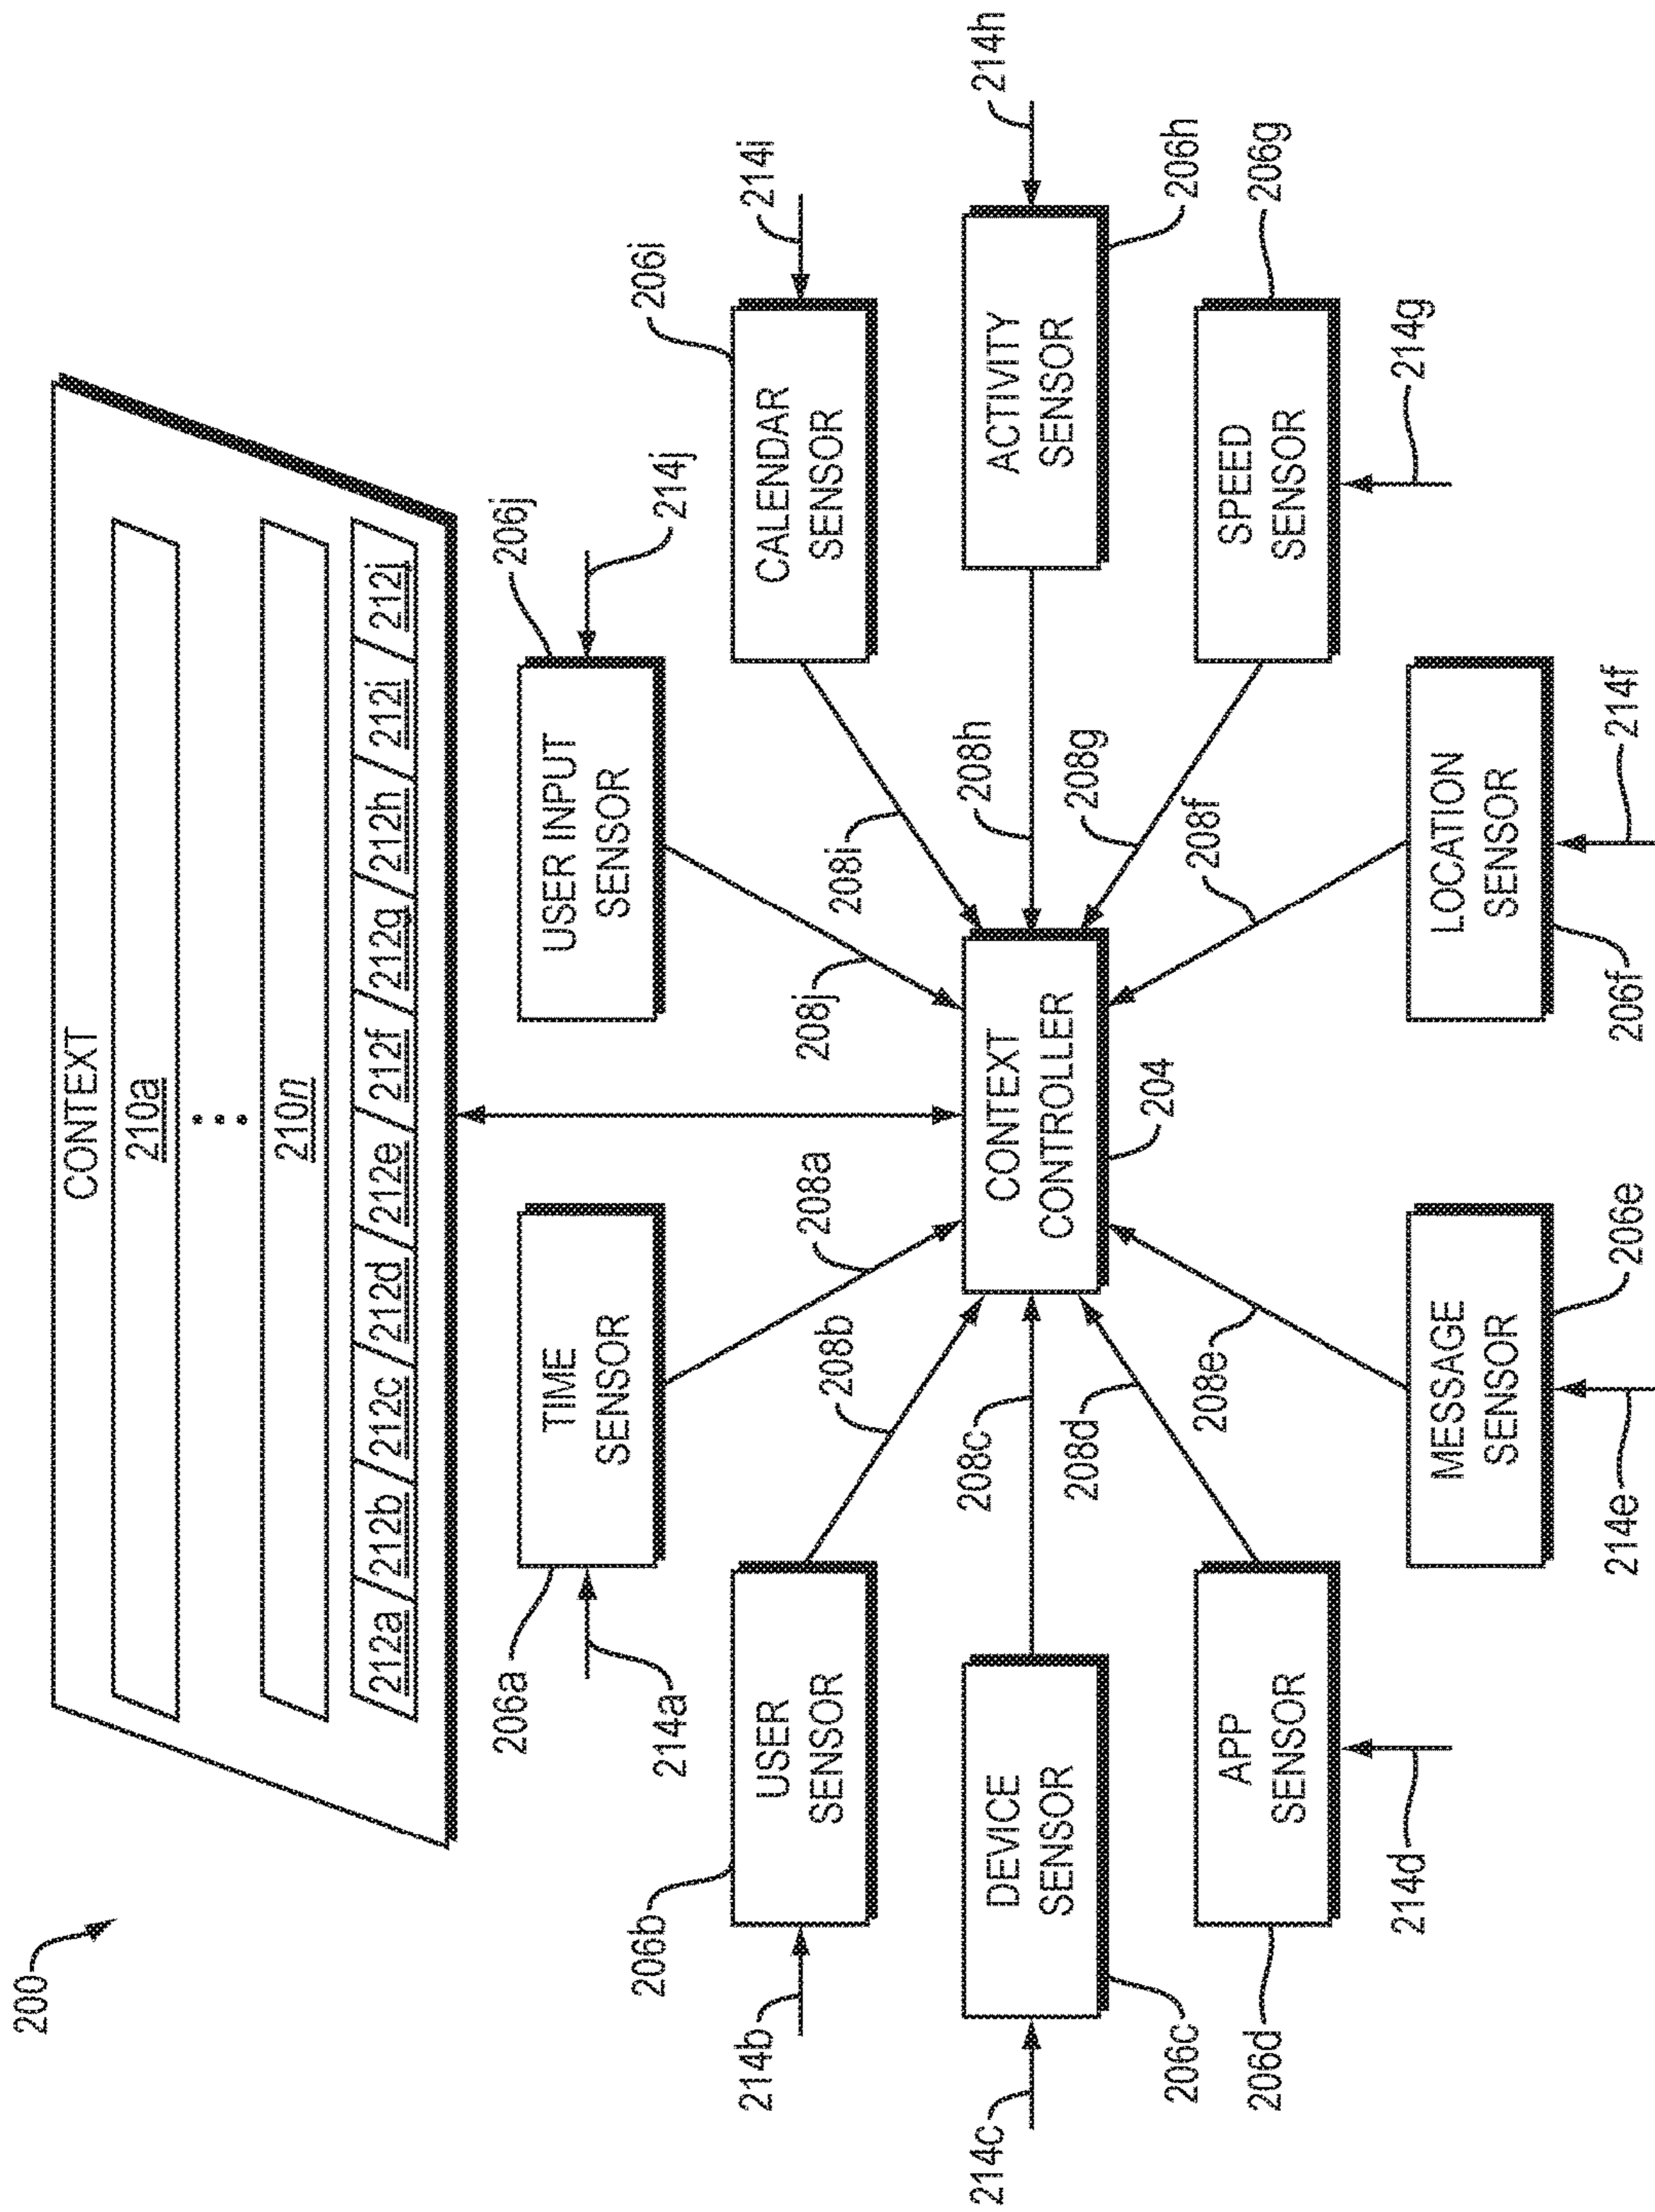 200
CONTEXT
210a
210n
212a
212b
212c
212d
212e
212f
212g
212h
212i
212j
206a
214a
TIME
SENSOR
USER INPUT
SENSOR
206j
214j
206b
214b
USER
SENSOR
208b
208a
208j
208i
CALENDAR
SENSOR
206i
214i
214c
DEVICE
SENSOR
206c
208c
CONTEXT
CONTROLLER
204
208h
ACTIVITY
SENSOR
206h
214h
206d
APP
SENSOR
214d
208d
208e
208f
208g
SPEED
SENSOR
206g
214g
214e
MESSAGE
SENSOR
206e
206f
LOCATION
SENSOR
214f